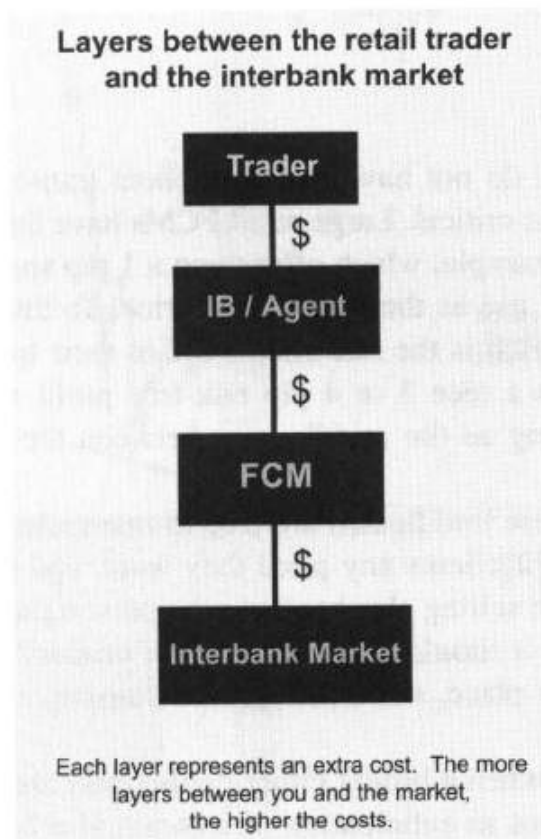 Layers between the retail trader
and the interbank market
Trader
$
IB / Agent
$
FCM
$
Interbank Market
Each layer represents an extra cost. The more
layers between you and the market,
the higher the costs.